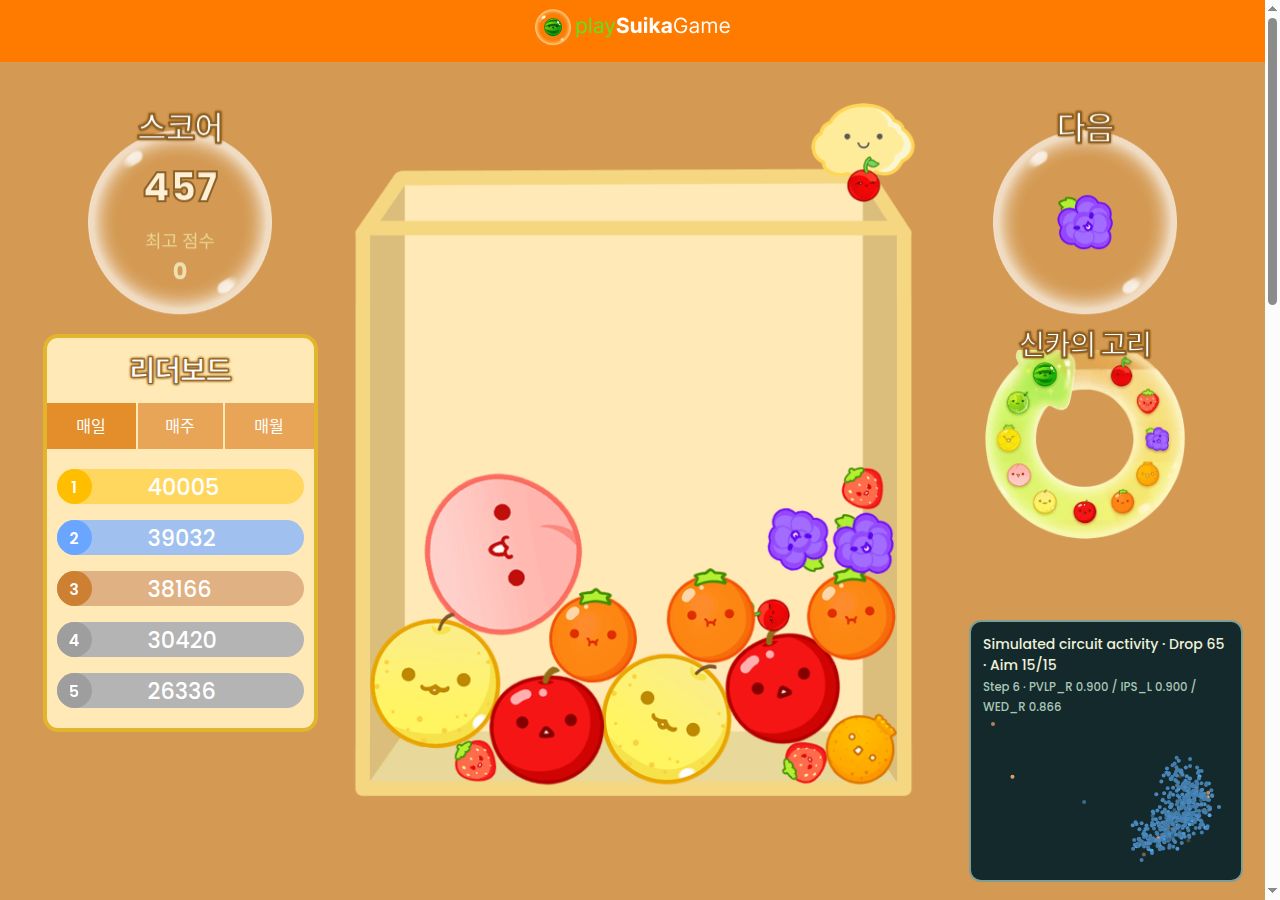 playSuikaGame
스코어
457
최고 점수
0
리더보드
매일 매주 매월
1 40005
2 39032
3 38166
4 30420
5 26336
다음
신카의 고리
Simulated circuit activity · Drop 65
· Aim 15/15
Step 6 · PVLP_R 0.900 / IPS_L 0.900 /
WED_R 0.866